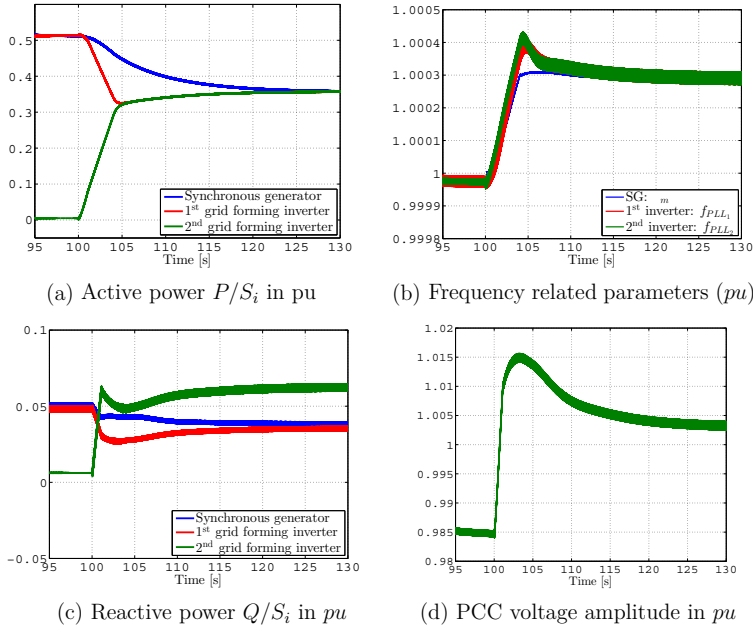 0.5
0.4
0.3
0.2
0.1
0
95 100 105 110 115 120 125 130
Time [s]
Synchronous generator
1st grid forming inverter
2nd grid forming inverter
(a) Active power P/S_i in pu
1.0005
1.0004
1.0003
1.0002
1.0001
1
0.9999
0.9998
95 100 105 110 115 120 125 130
Time [s]
SG: m
1st inverter: f_PLL1
2nd inverter: f_PLL2
(b) Frequency related parameters (pu)
0.1
0.05
0
−0.05
95 100 105 110 115 120 125 130
Time [s]
Synchronous generator
1st grid forming inverter
2nd grid forming inverter
(c) Reactive power Q/S_i in pu
1.02
1.015
1.01
1.005
1
0.995
0.99
0.985
0.98
95 100 105 110 115 120 125 130
Time [s]
(d) PCC voltage amplitude in pu